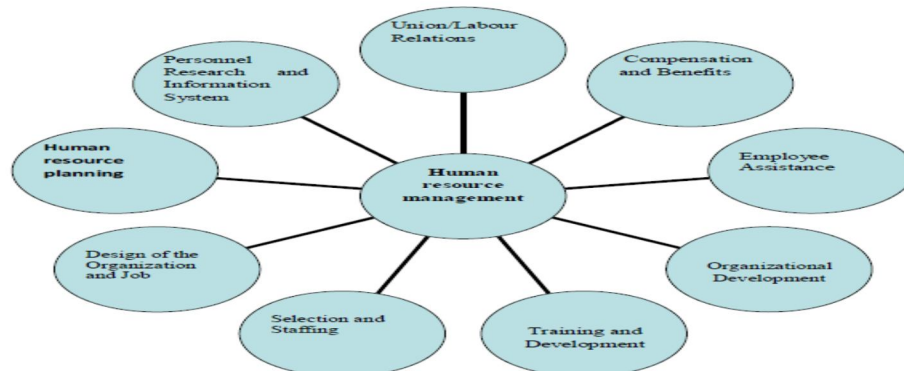 Union/Labour
Relations
Personnel
Research and
Information
System
Compensation
and Benefits
Human
resource
planning
Human
resource
management
Employee
Assistance
Design of the
Organization
and Job
Organizational
Development
Selection and
Staffing
Training and
Development